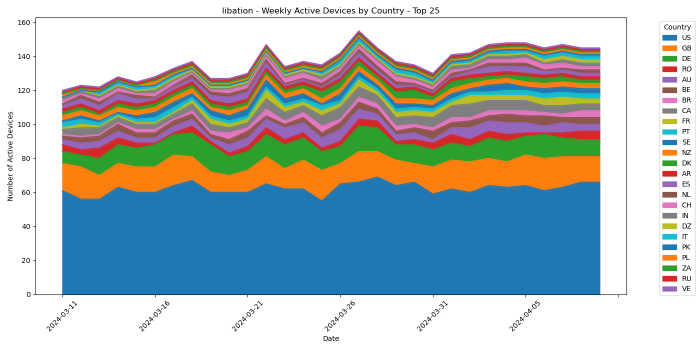 libation - Weekly Active Devices by Country - Top 25
Number of Active Devices
160
140
120
100
80
60
40
20
0
2024-03-11
2024-03-16
2024-03-21
2024-03-26
2024-03-31
2024-04-05
Date
Country
US
GB
DE
RO
AU
BE
BR
CA
FR
PT
SE
NZ
DK
AR
ES
NL
CH
IN
DZ
IT
PK
PL
ZA
RU
VE